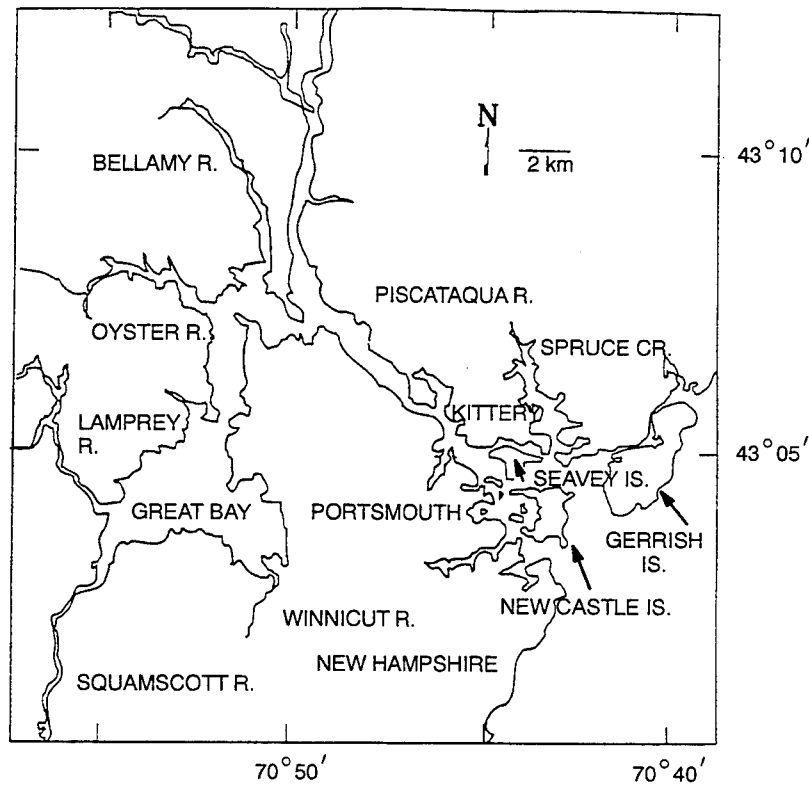 N
2 km
43°10′
BELLAMY R.
PISCATAQUA R.
OYSTER R.
SPRUCE CR.
KITTERY
LAMPREY
R.
43°05′
SEAVEY IS.
GREAT BAY
PORTSMOUTH
GERRISH
IS.
NEW CASTLE IS.
WINNICUT R.
NEW HAMPSHIRE
SQUAMSCOTT R.
70°50′
70°40′